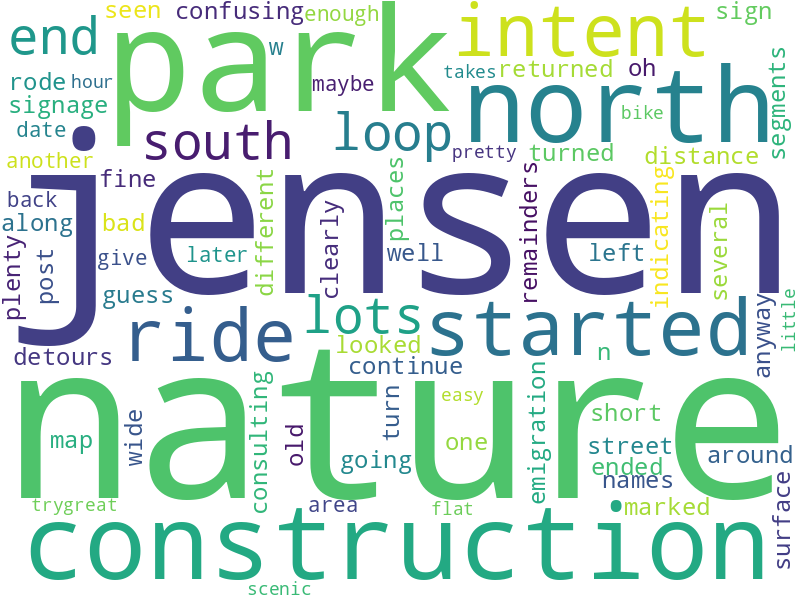 seen confusing enough sign
park intent
end w
rode hour maybe takes returned oh
signage north bike segments
date south loop
another pretty turned distance
fine places
back jensen
along bad different clearly remainders indicating several
plenty post give later well left
guess little
detours ride lots started anyway
looked n
continue
nature easy
wide consulting old turn emigration short
map going one street around
ended names
trygreat area flat marked surface
construction
scenic